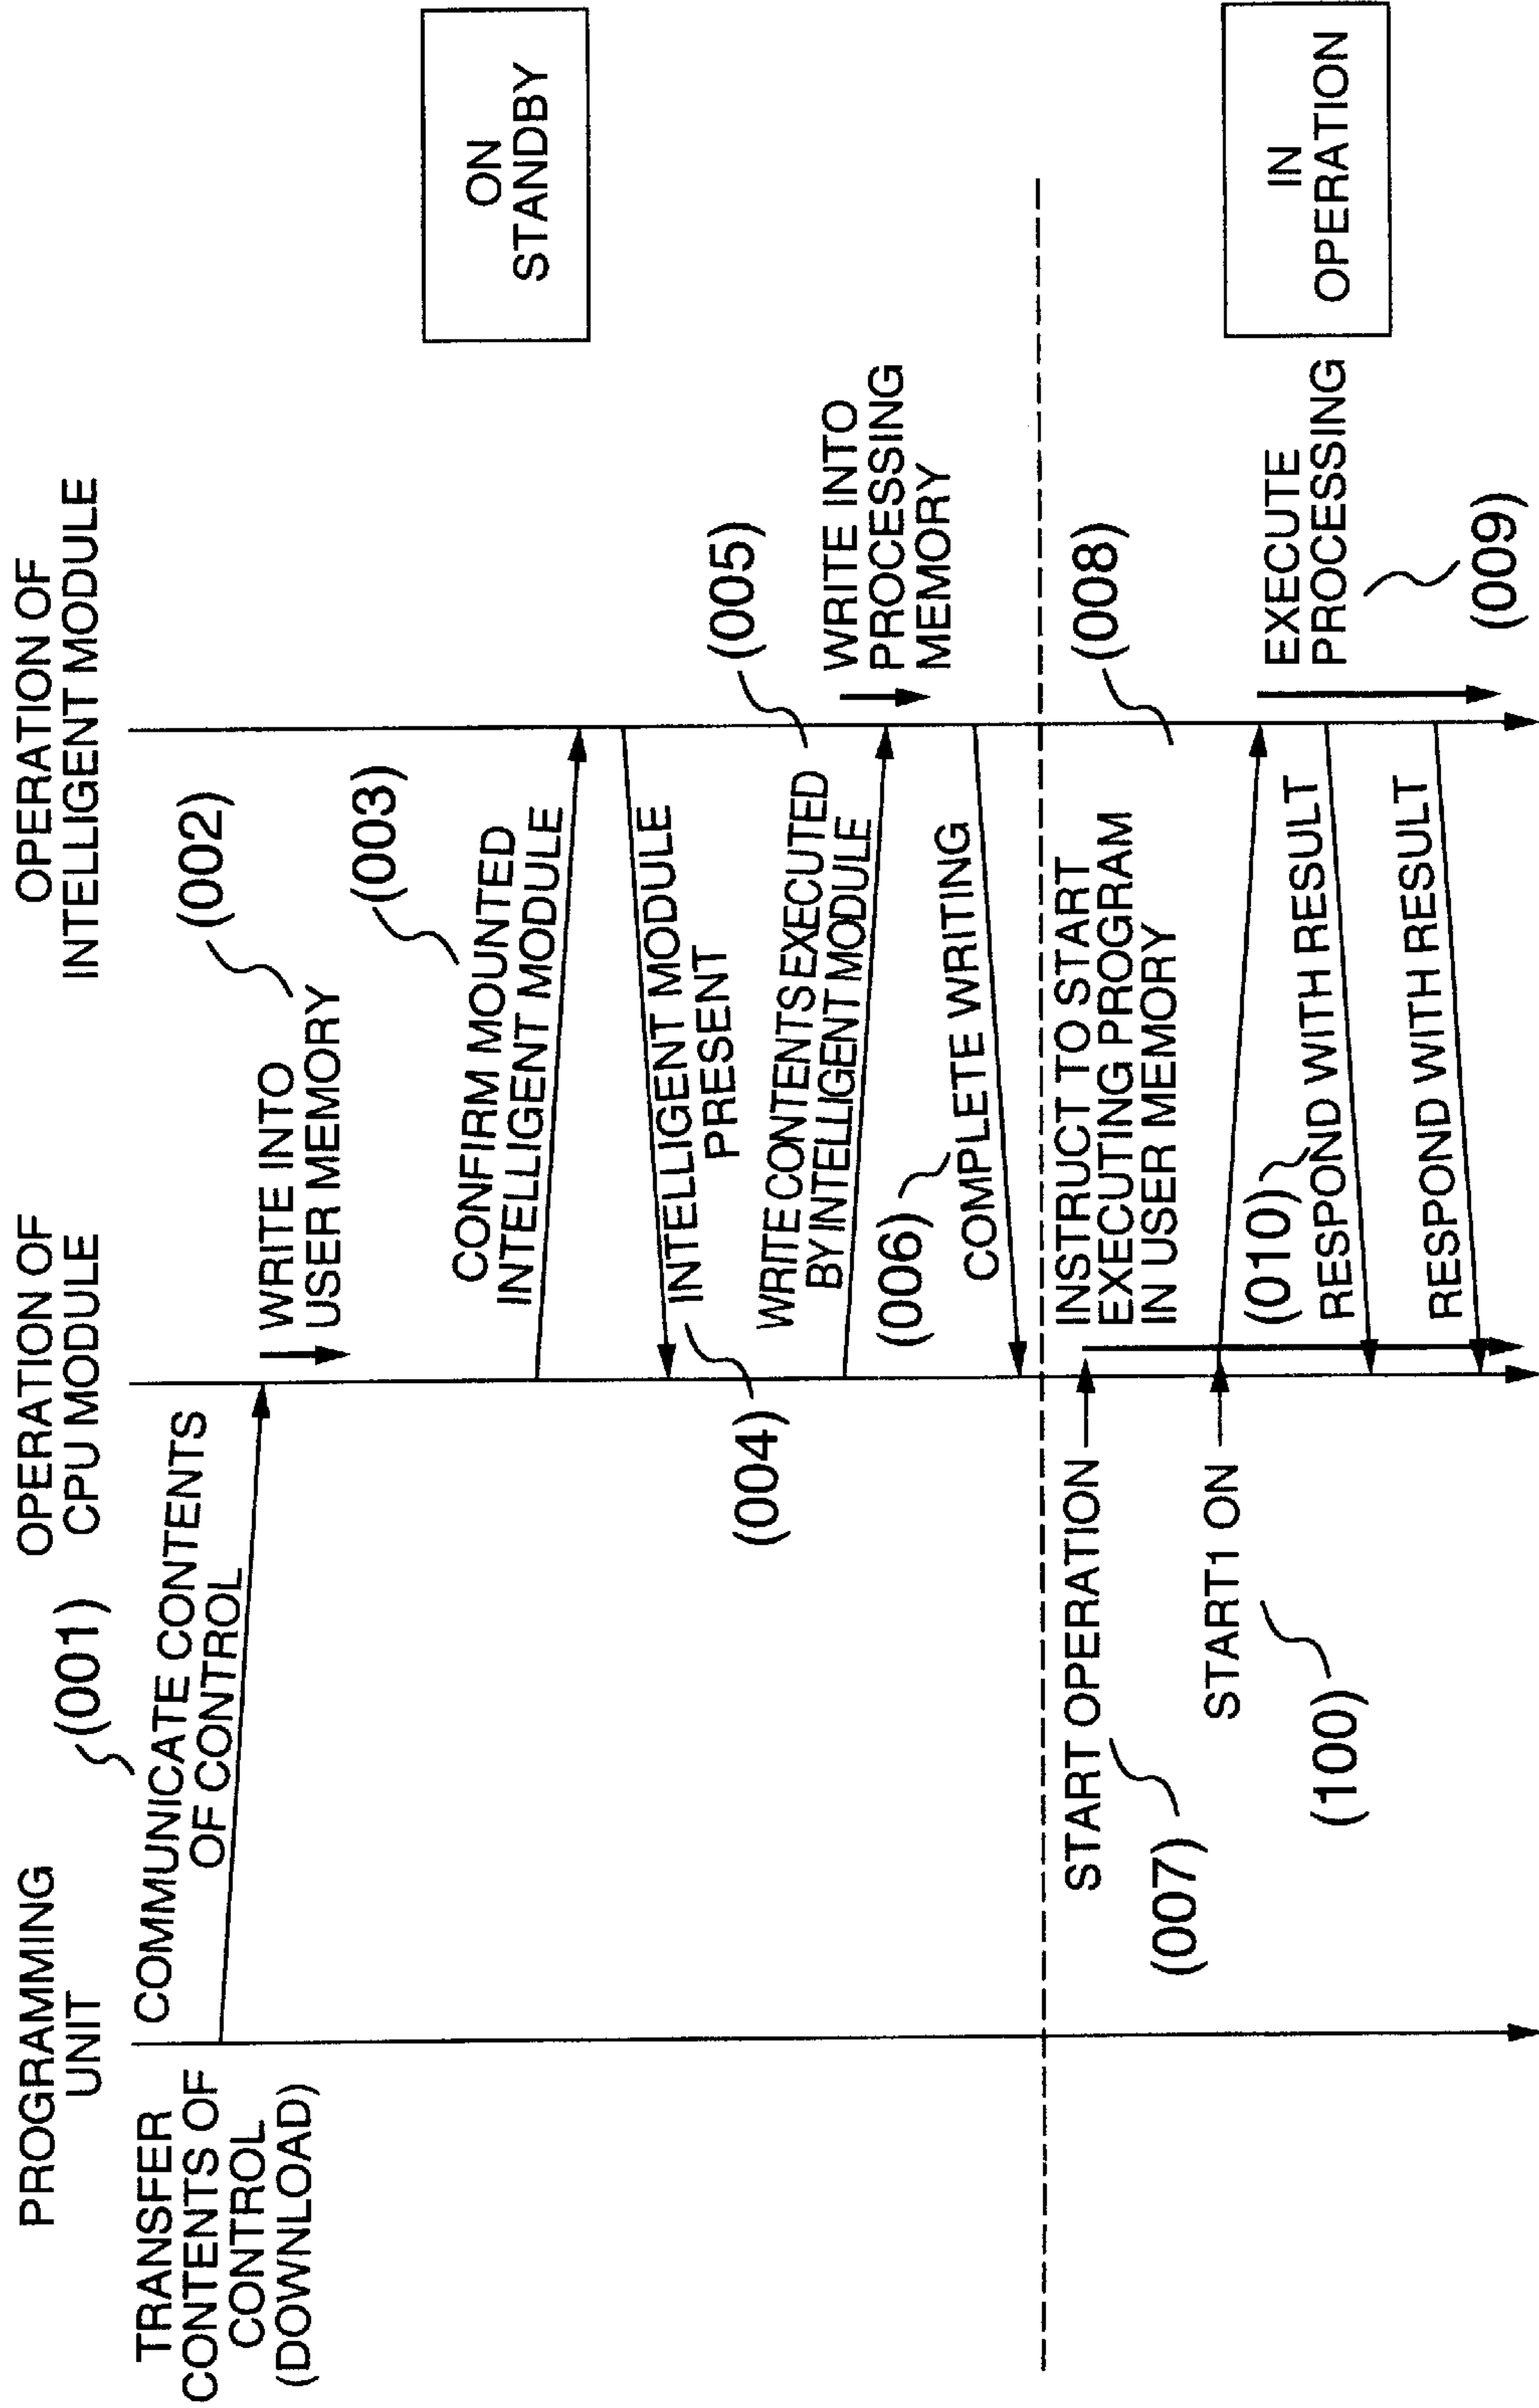 PROGRAMMING
UNIT
OPERATION OF
CPU MODULE
OPERATION OF
INTELLIGENT MODULE
TRANSFER
CONTENTS OF
CONTROL
(DOWNLOAD)
(001)
COMMUNICATE CONTENTS
OF CONTROL
(002)
WRITE INTO
USER MEMORY
(003)
CONFIRM MOUNTED
INTELLIGENT MODULE
ON
STANDBY
INTELLIGENT MODULE
PRESENT
(004)
(005)
WRITE CONTENTS EXECUTED
BY INTELLIGENT MODULE
WRITE INTO
PROCESSING
MEMORY
(006)
COMPLETE WRITING
START OPERATION
(007)
INSTRUCT TO START
EXECUTING PROGRAM
IN USER MEMORY
(008)
START1 ON
(100)
EXECUTE
PROCESSING
(009)
IN
OPERATION
(010)
RESPOND WITH RESULT
RESPOND WITH RESULT